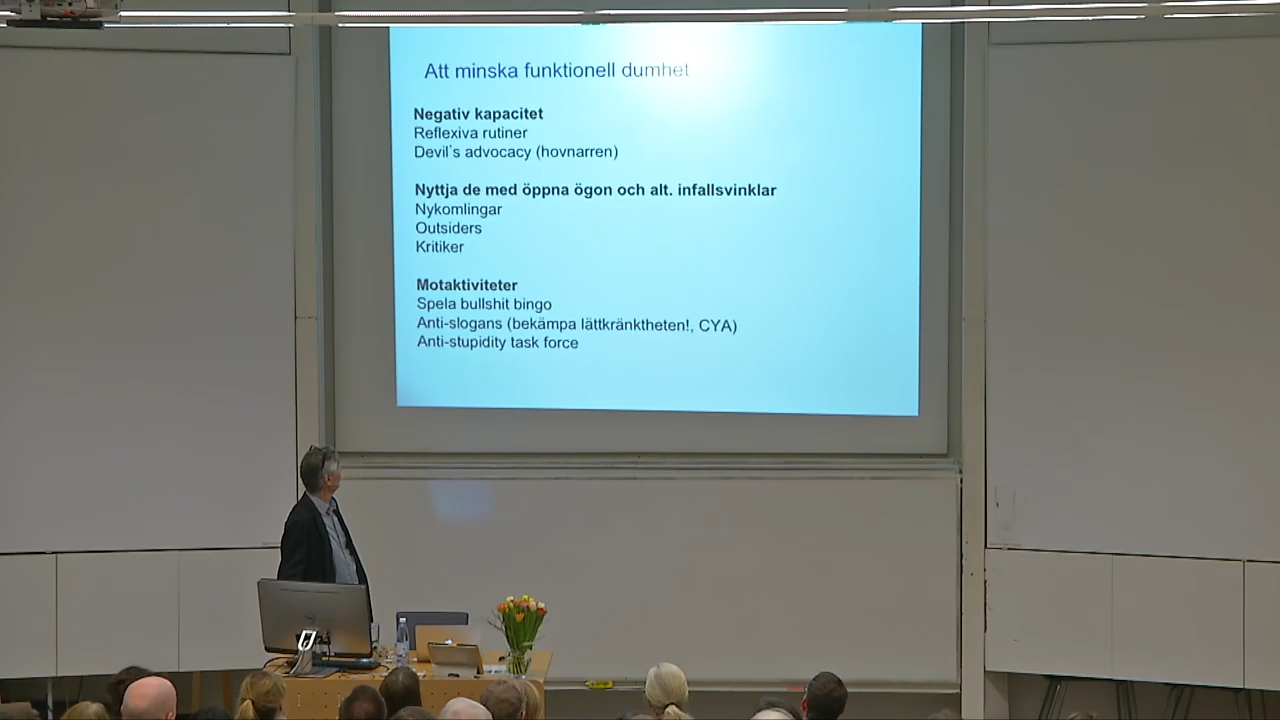 Att minska funktionell dumhet
Negativ kapacitet
Reflexiva rutiner
Devil's advocacy (hovnarren)
Nyttja de med öppna ögon och alt. infallsvinklar
Nykomlingar
Outsiders
Kritiker
Motaktiviteter
Spela bullshit bingo
Anti-slogans (bekämpa lättkränktheten!, CYA)
Anti-stupidity task force